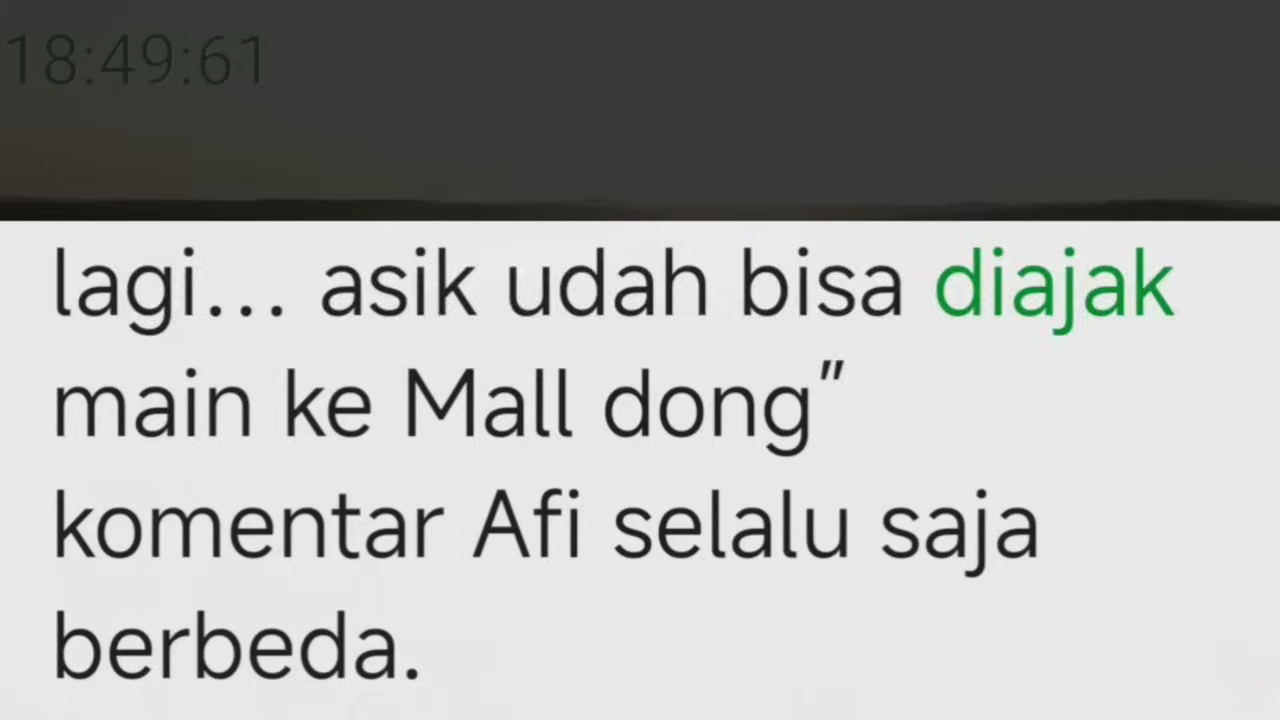 18:49:61
lagi... asik udah bisa diajak
main ke Mall dong"
komentar Afi selalu saja
berbeda.